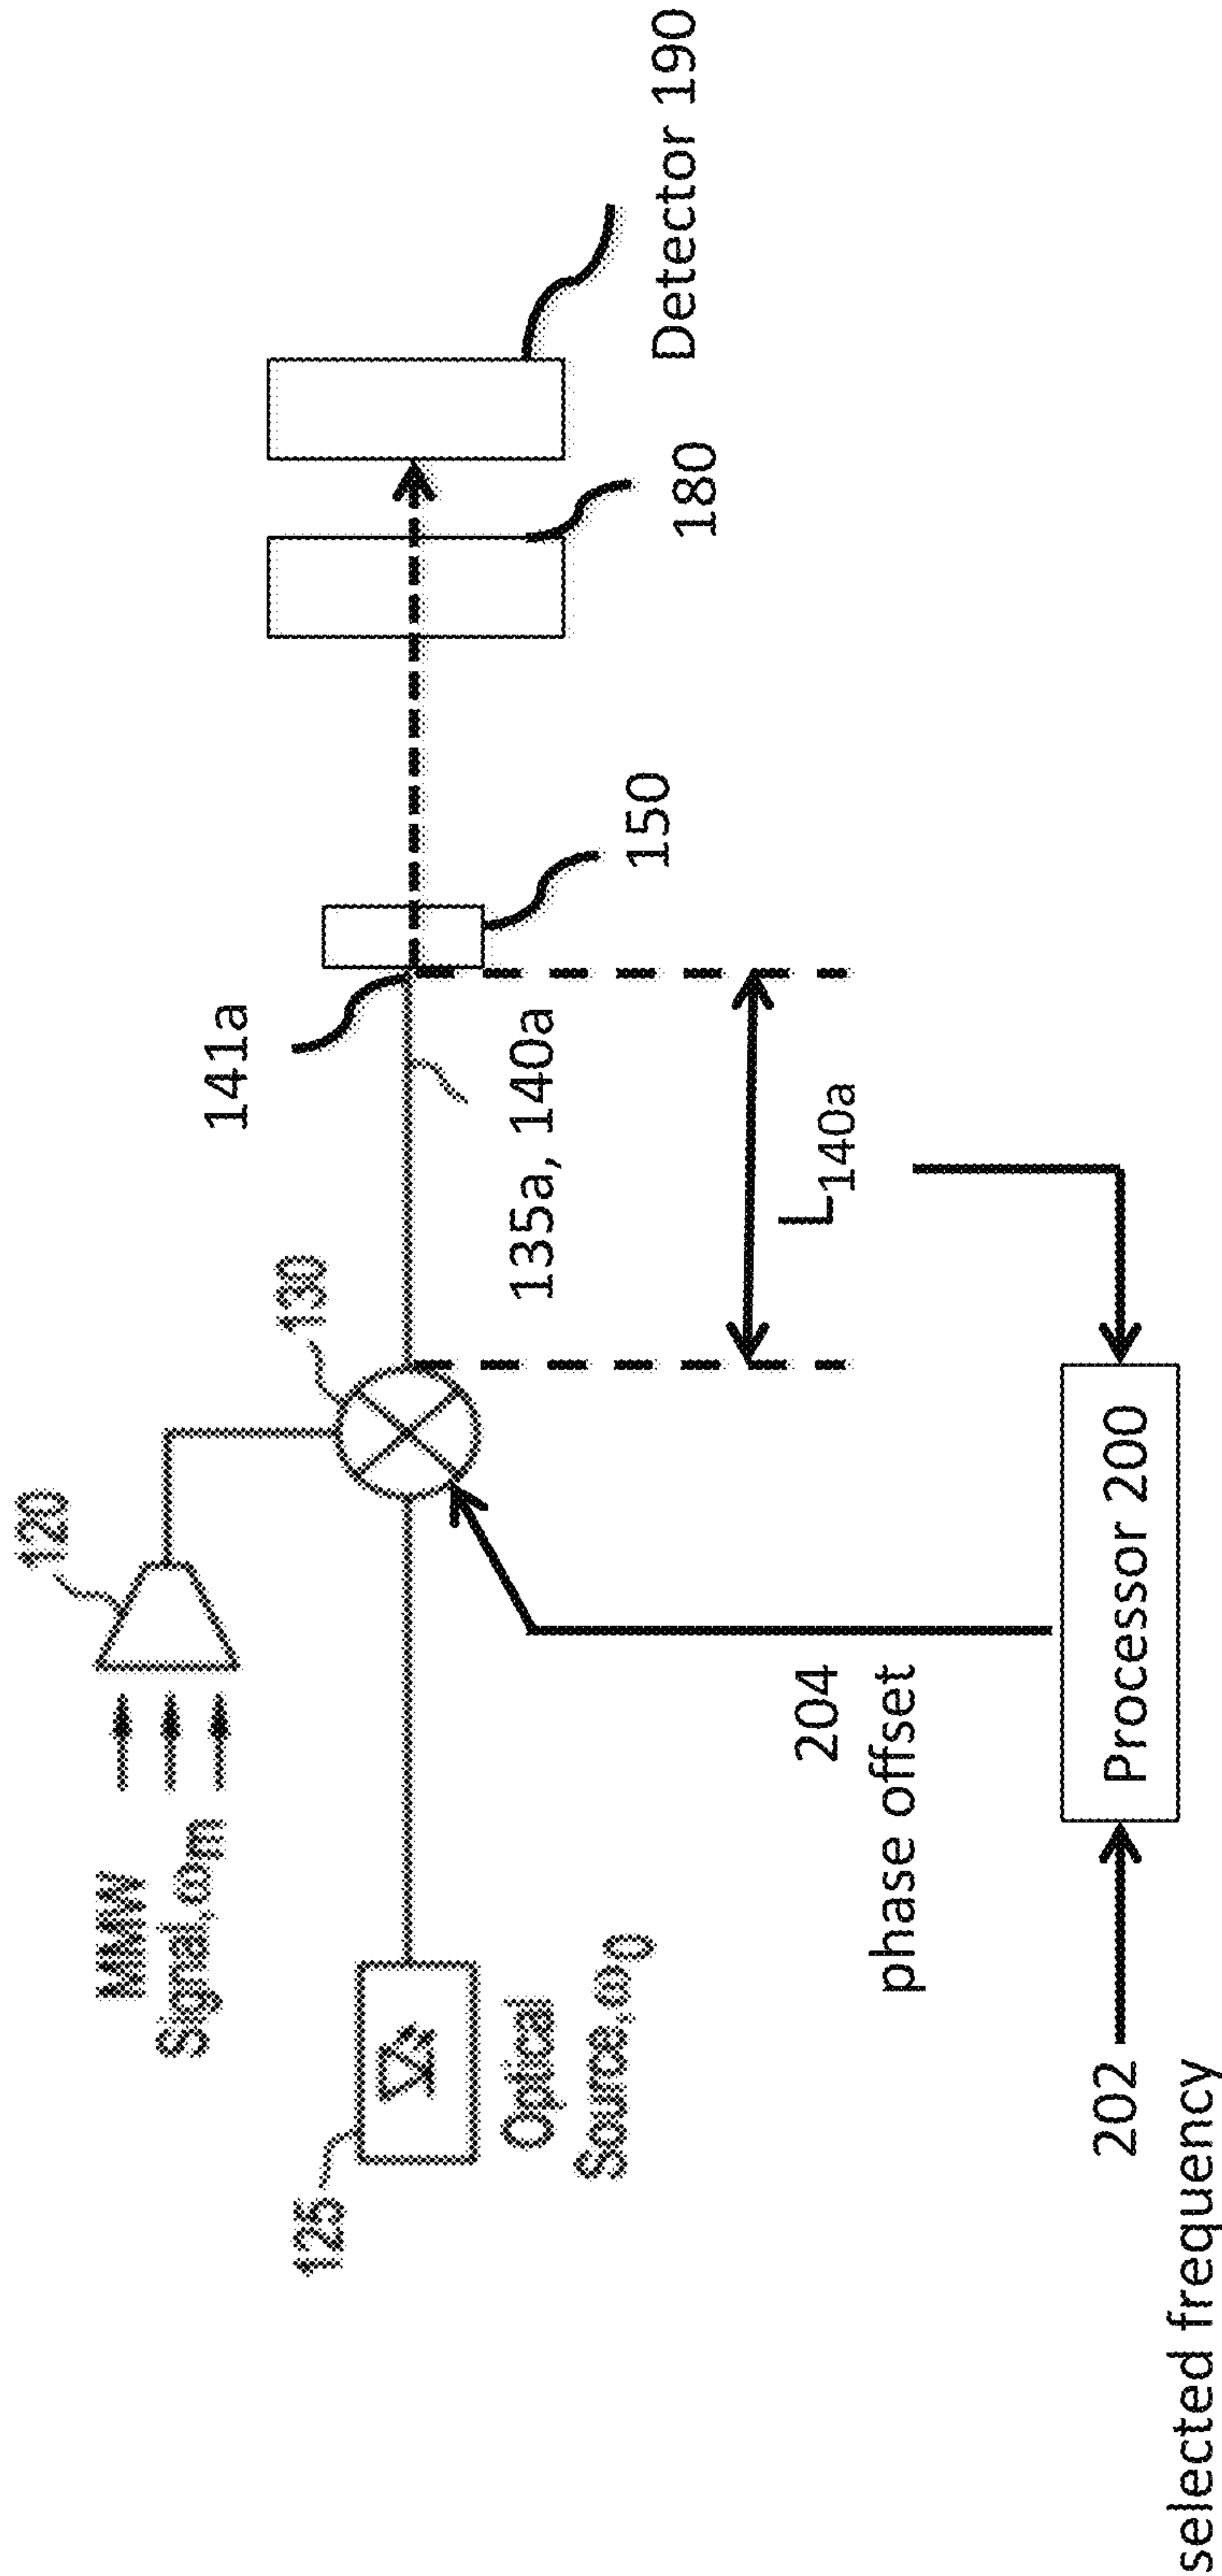 MMW
Signal,ωm
120
130
125
Optical
Source,ω0
141a
135a, 140a
150
180
Detector 190
L140a
204
phase offset
Processor 200
202
selected frequency